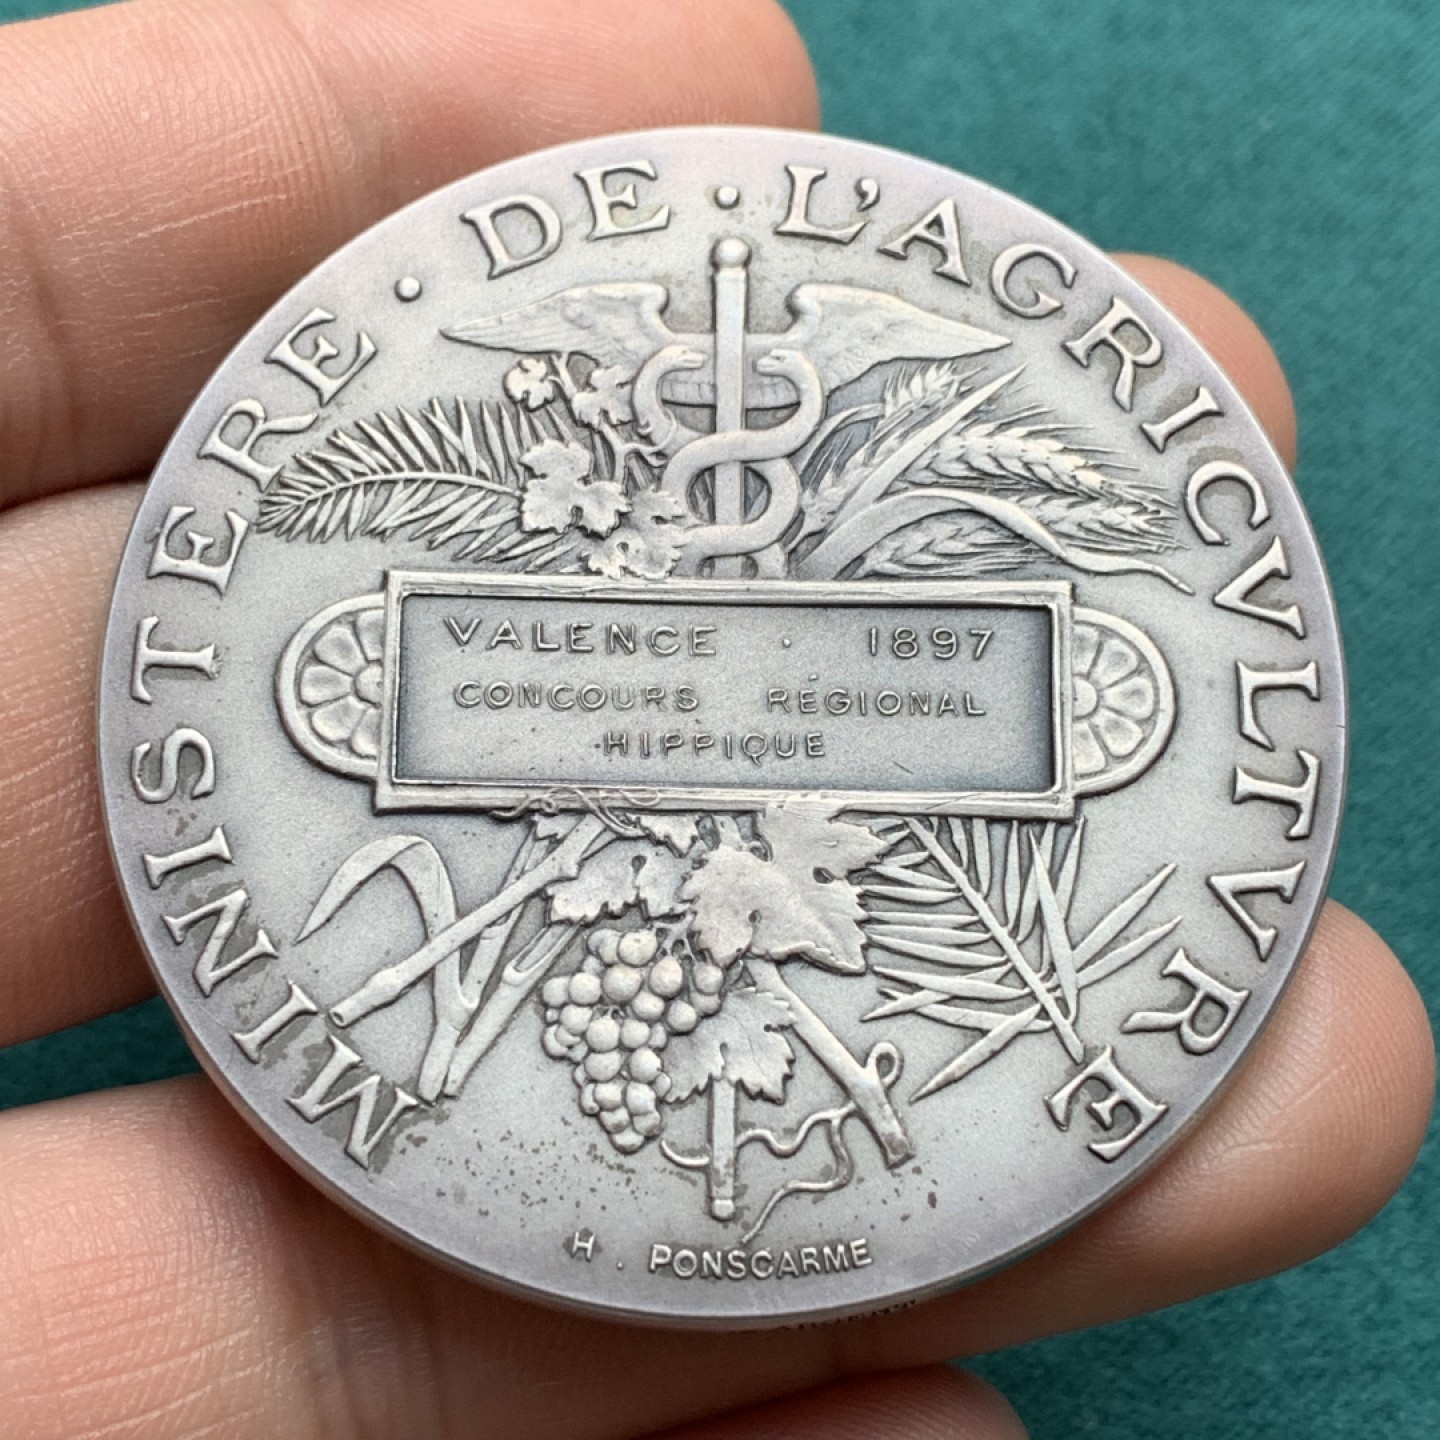 MINISTERE · DE · L'AGRICVLTVRE
VALENCE · 1897
CONCOURS RÉGIONAL
HIPPIQUE
H . PONSCARME